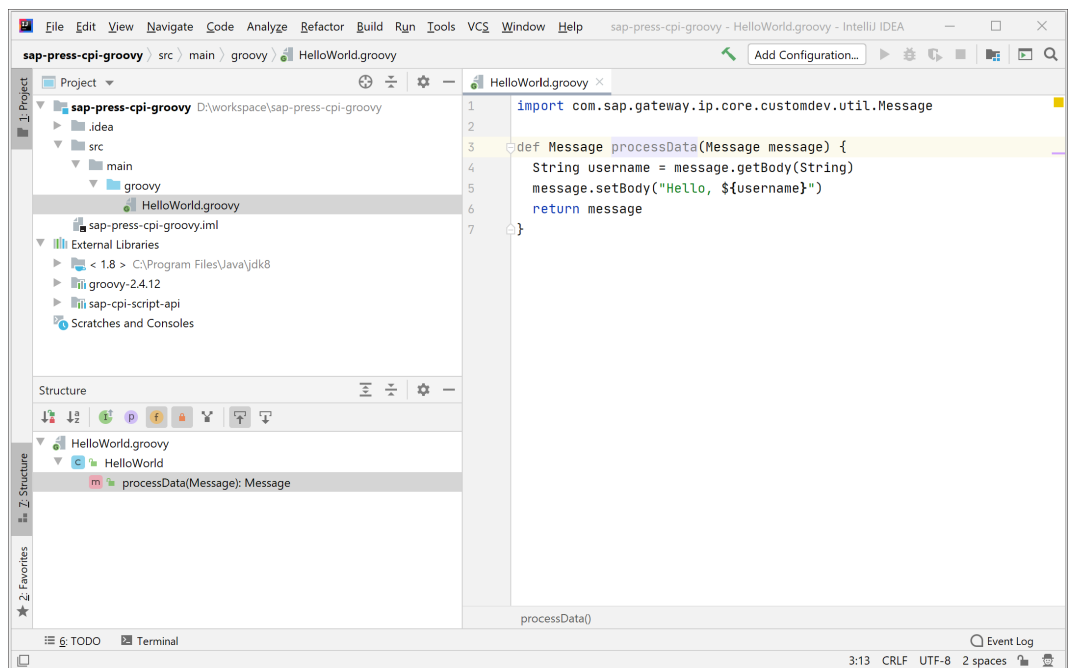 File Edit View Navigate Code Analyze Refactor Build Run Tools VCS Window Help sap-press-cpi-groovy - HelloWorld.groovy - IntelliJ IDEA
sap-press-cpi-groovy src main groovy HelloWorld.groovy Add Configuration...
1: Project
Project
sap-press-cpi-groovy D:\workspace\sap-press-cpi-groovy
.idea
src
main
groovy
HelloWorld.groovy
sap-press-cpi-groovy.iml
External Libraries
< 1.8 > C:\Program Files\Java\jdk8
groovy-2.4.12
sap-cpi-script-api
Scratches and Consoles
HelloWorld.groovy
1 import com.sap.gateway.ip.core.customdev.util.Message
2
3 def Message processData(Message message) {
4 String username = message.getBody(String)
5 message.setBody("Hello, ${username}")
6 return message
7 }
processData()
7: Structure
Structure
HelloWorld.groovy
HelloWorld
processData(Message): Message
2: Favorites
6: TODO Terminal Event Log
3:13 CRLF UTF-8 2 spaces